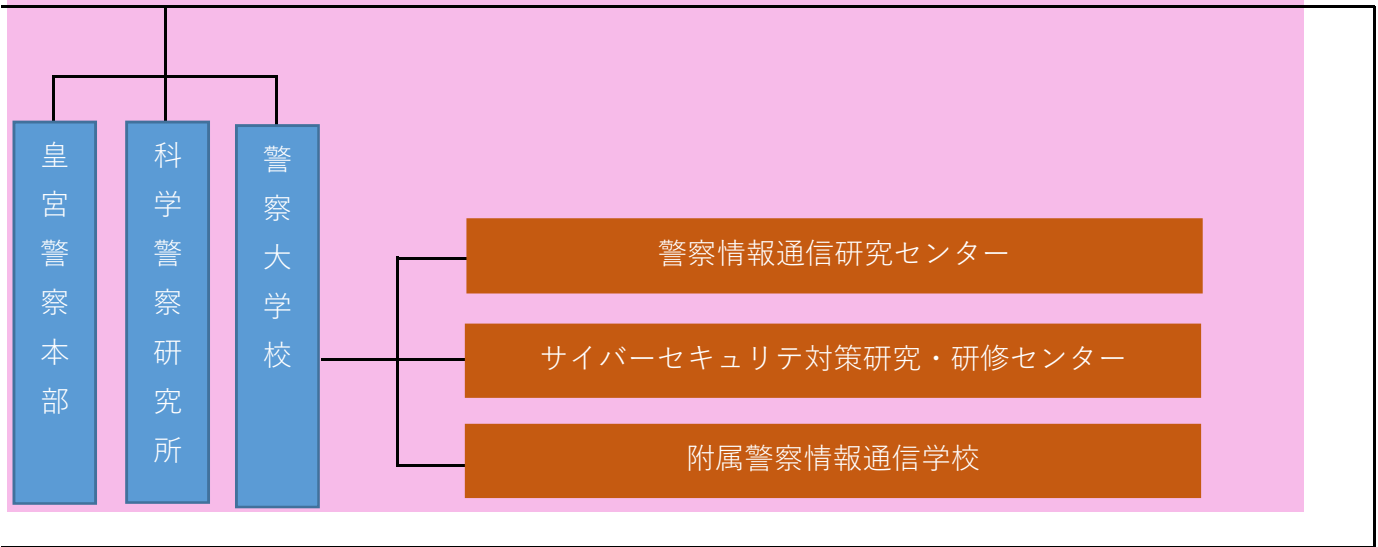 皇宮警察本部
科学警察研究所
警察大学校
警察情報通信研究センター
サイバーセキュリテ対策研究・研修センター
附属警察情報通信学校